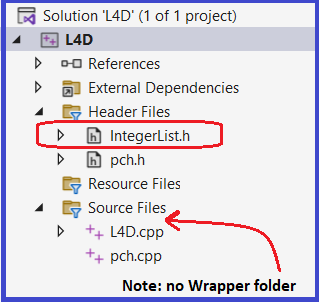 Solution 'L4D' (1 of 1 project)
L4D
References
External Dependencies
Header Files
IntegerList.h
pch.h
Resource Files
Source Files
L4D.cpp
pch.cpp
Note: no Wrapper folder